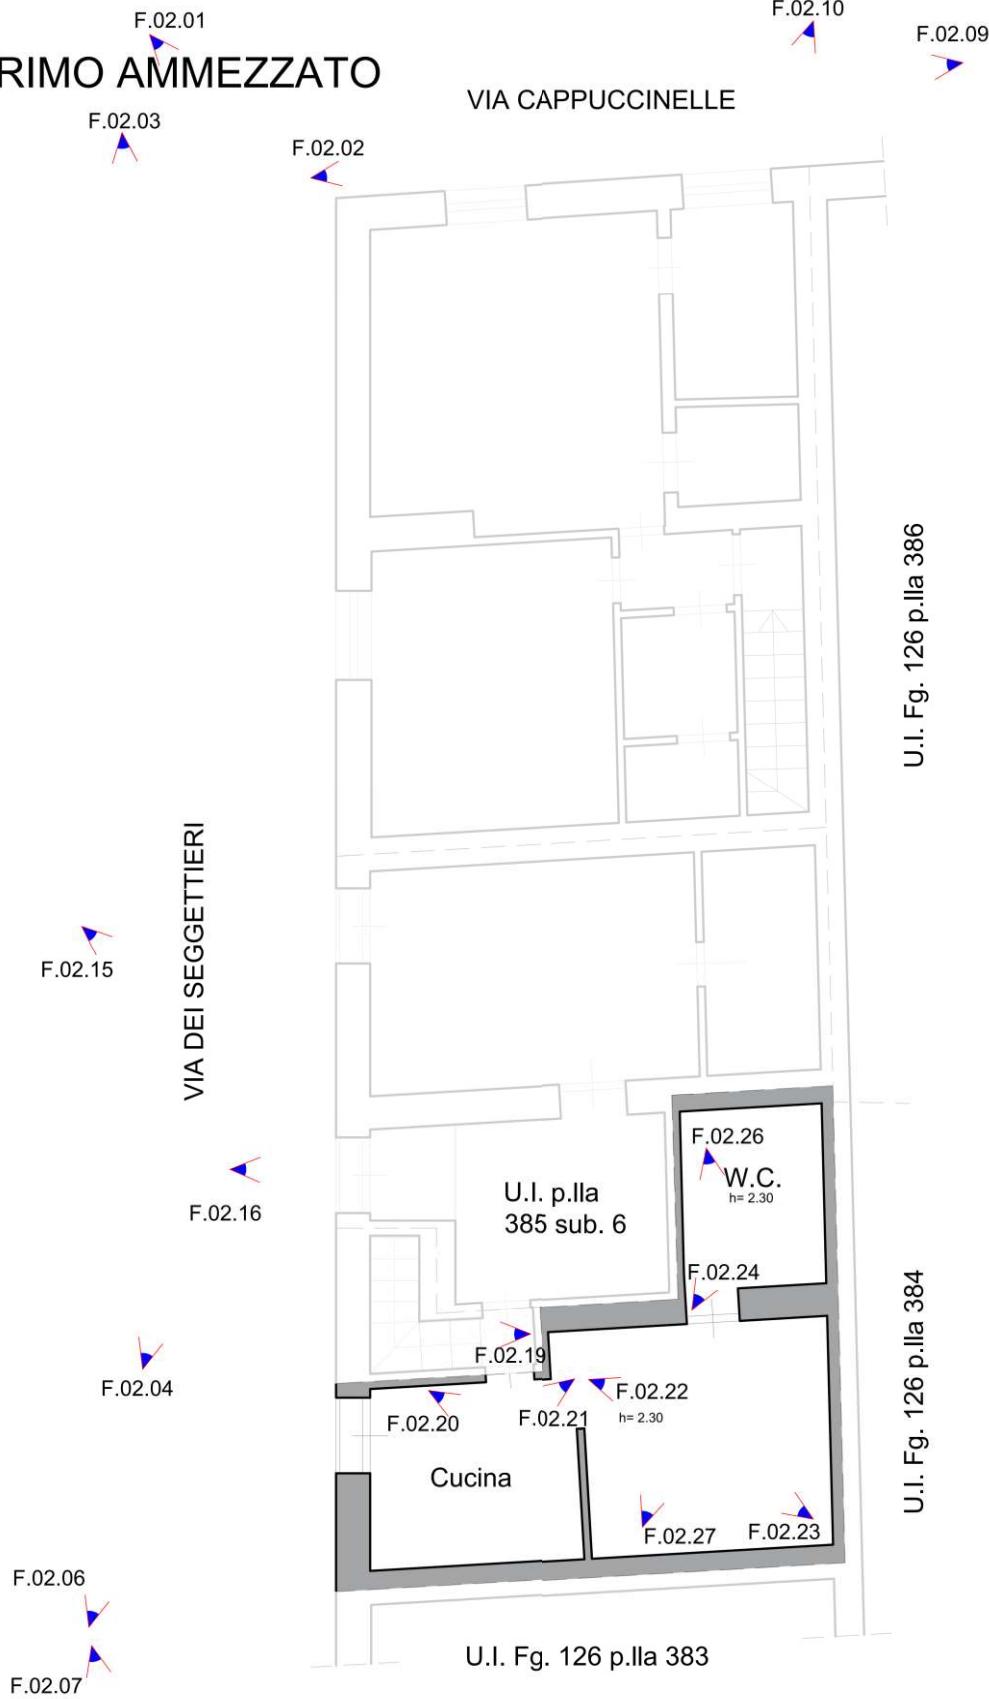 F.02.01
F.02.10
F.02.09
RIMO AMMEZZATO
VIA CAPPUCCINELLE
F.02.03
F.02.02
U.I. Fg. 126 p.lla 386
VIA DEI SEGGETTIERI
F.02.15
F.02.26
W.C.
h= 2.30
F.02.16
U.I. p.lla
385 sub. 6
F.02.24
U.I. Fg. 126 p.lla 384
F.02.19
F.02.04
F.02.20
F.02.21
F.02.22
h= 2.30
Cucina
F.02.27
F.02.23
F.02.06
F.02.07
U.I. Fg. 126 p.lla 383